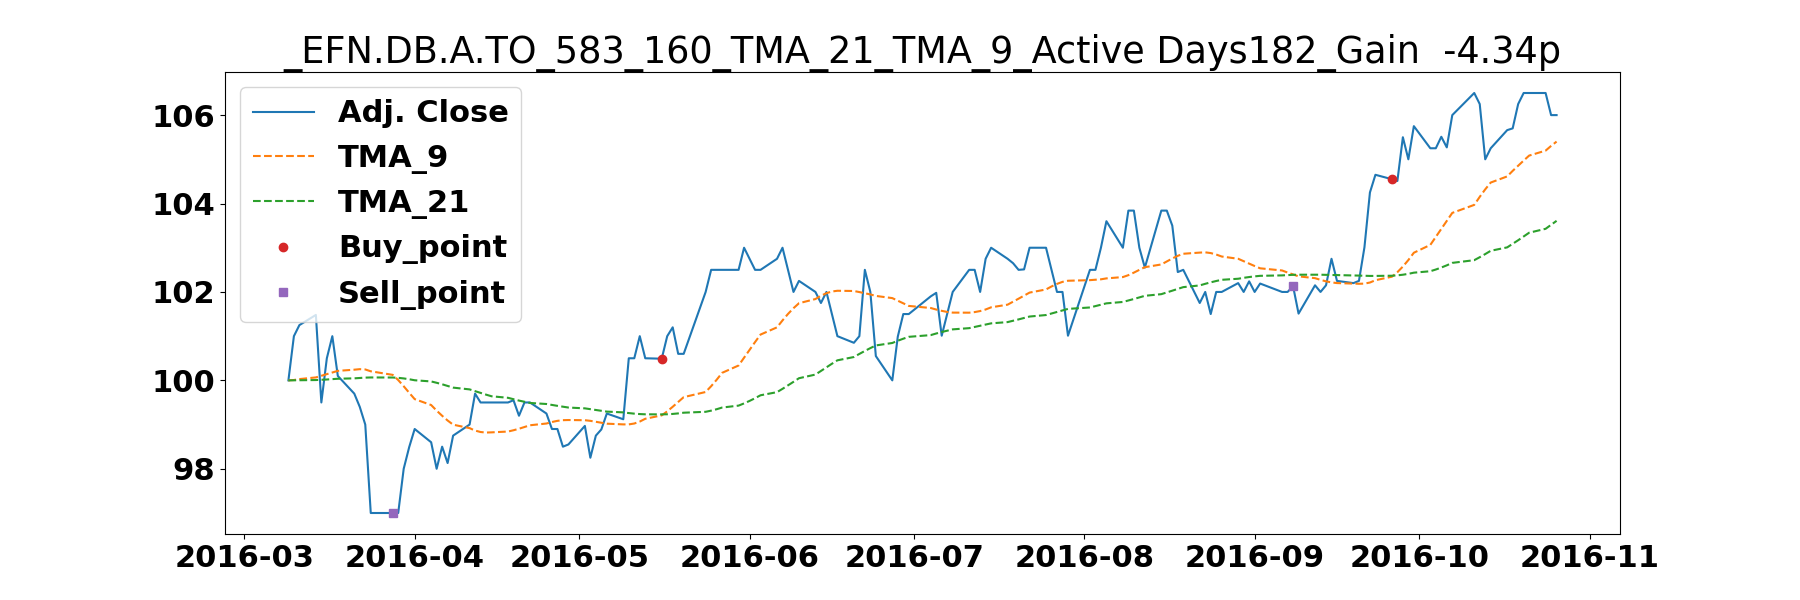 _EFN.DB.A.TO_583_160_TMA_21_TMA_9_Active Days182_Gain  -4.34p
Adj. Close
TMA_9
TMA_21
Buy_point
Sell_point
106
104
102
100
98
2016-03 2016-04 2016-05 2016-06 2016-07 2016-08 2016-09 2016-10 2016-11